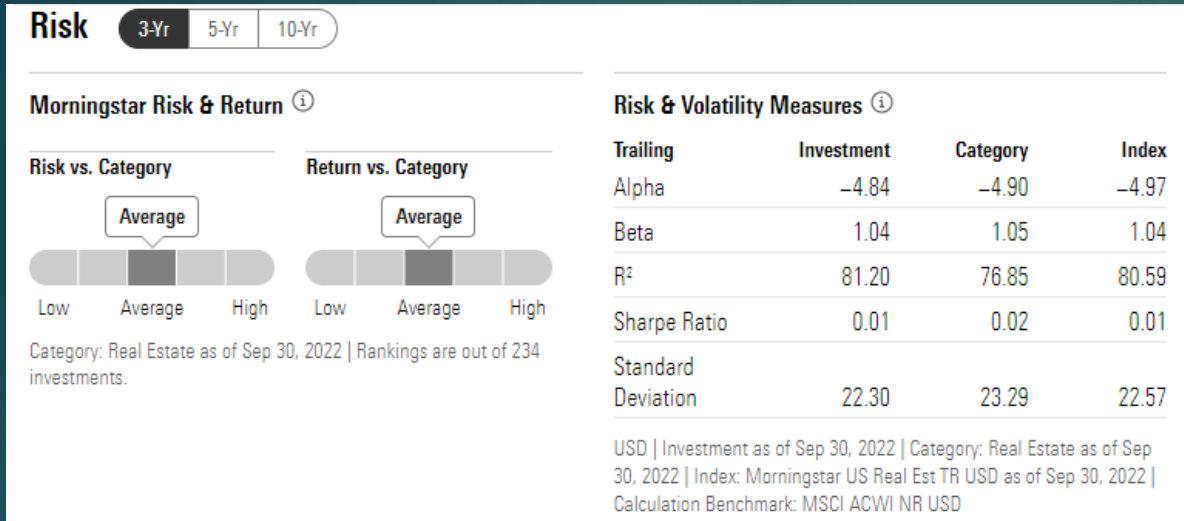 Risk 3-Yr 5-Yr 10-Yr
Morningstar Risk & Return
Risk vs. Category Return vs. Category
Average Average
Low Average High Low Average High
Category: Real Estate as of Sep 30, 2022 | Rankings are out of 234
investments.
Risk & Volatility Measures
Trailing Investment Category Index
Alpha −4.84 −4.90 −4.97
Beta 1.04 1.05 1.04
R² 81.20 76.85 80.59
Sharpe Ratio 0.01 0.02 0.01
Standard
Deviation 22.30 23.29 22.57
USD | Investment as of Sep 30, 2022 | Category: Real Estate as of Sep
30, 2022 | Index: Morningstar US Real Est TR USD as of Sep 30, 2022 |
Calculation Benchmark: MSCI ACWI NR USD